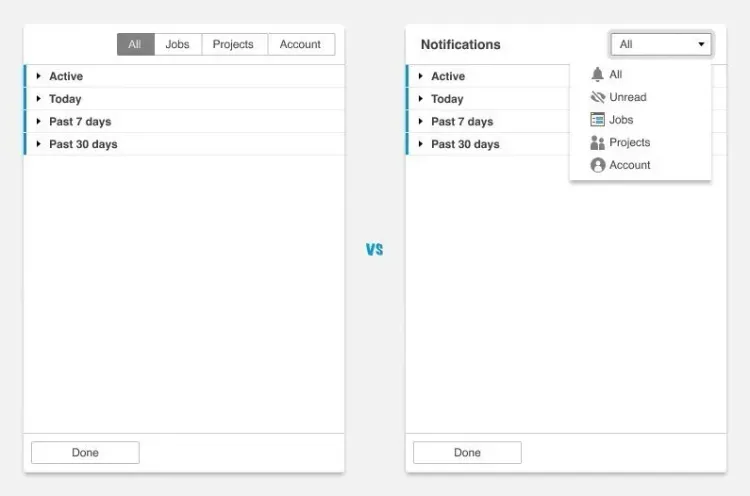 All Jobs Projects Account
Active
Today
Past 7 days
Past 30 days
Done
VS
Notifications All
Active
Today
Past 7 days
Past 30 days
All
Unread
Jobs
Projects
Account
Done